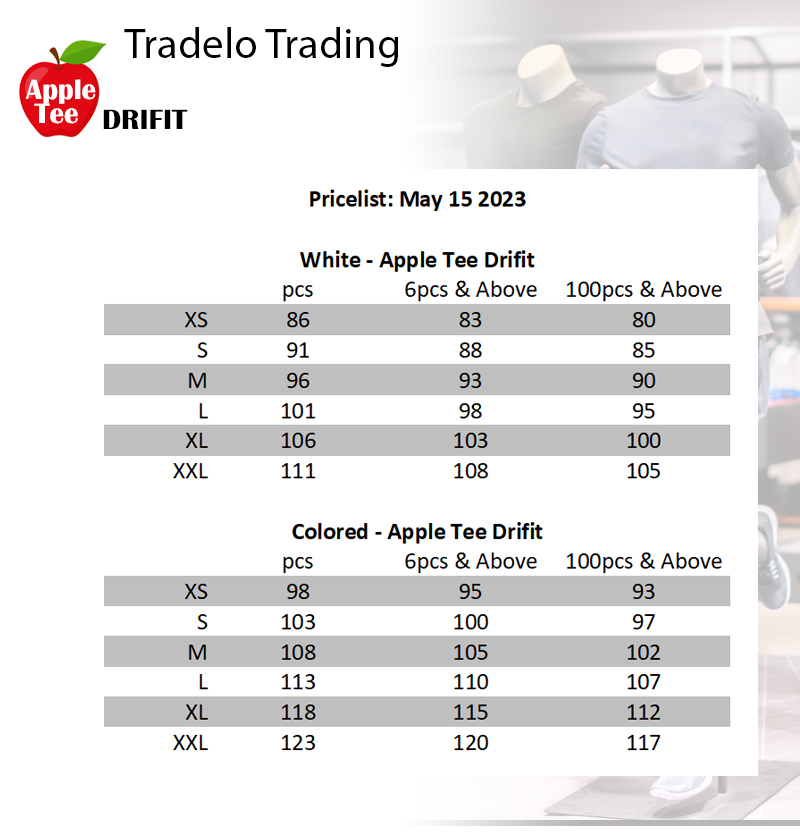 Tradelo Trading
Apple
Tee
DRIFIT
Pricelist: May 15 2023
White - Apple Tee Drifit
pcs 6pcs & Above 100pcs & Above
XS 86 83 80
S 91 88 85
M 96 93 90
L 101 98 95
XL 106 103 100
XXL 111 108 105
Colored - Apple Tee Drifit
pcs 6pcs & Above 100pcs & Above
XS 98 95 93
S 103 100 97
M 108 105 102
L 113 110 107
XL 118 115 112
XXL 123 120 117